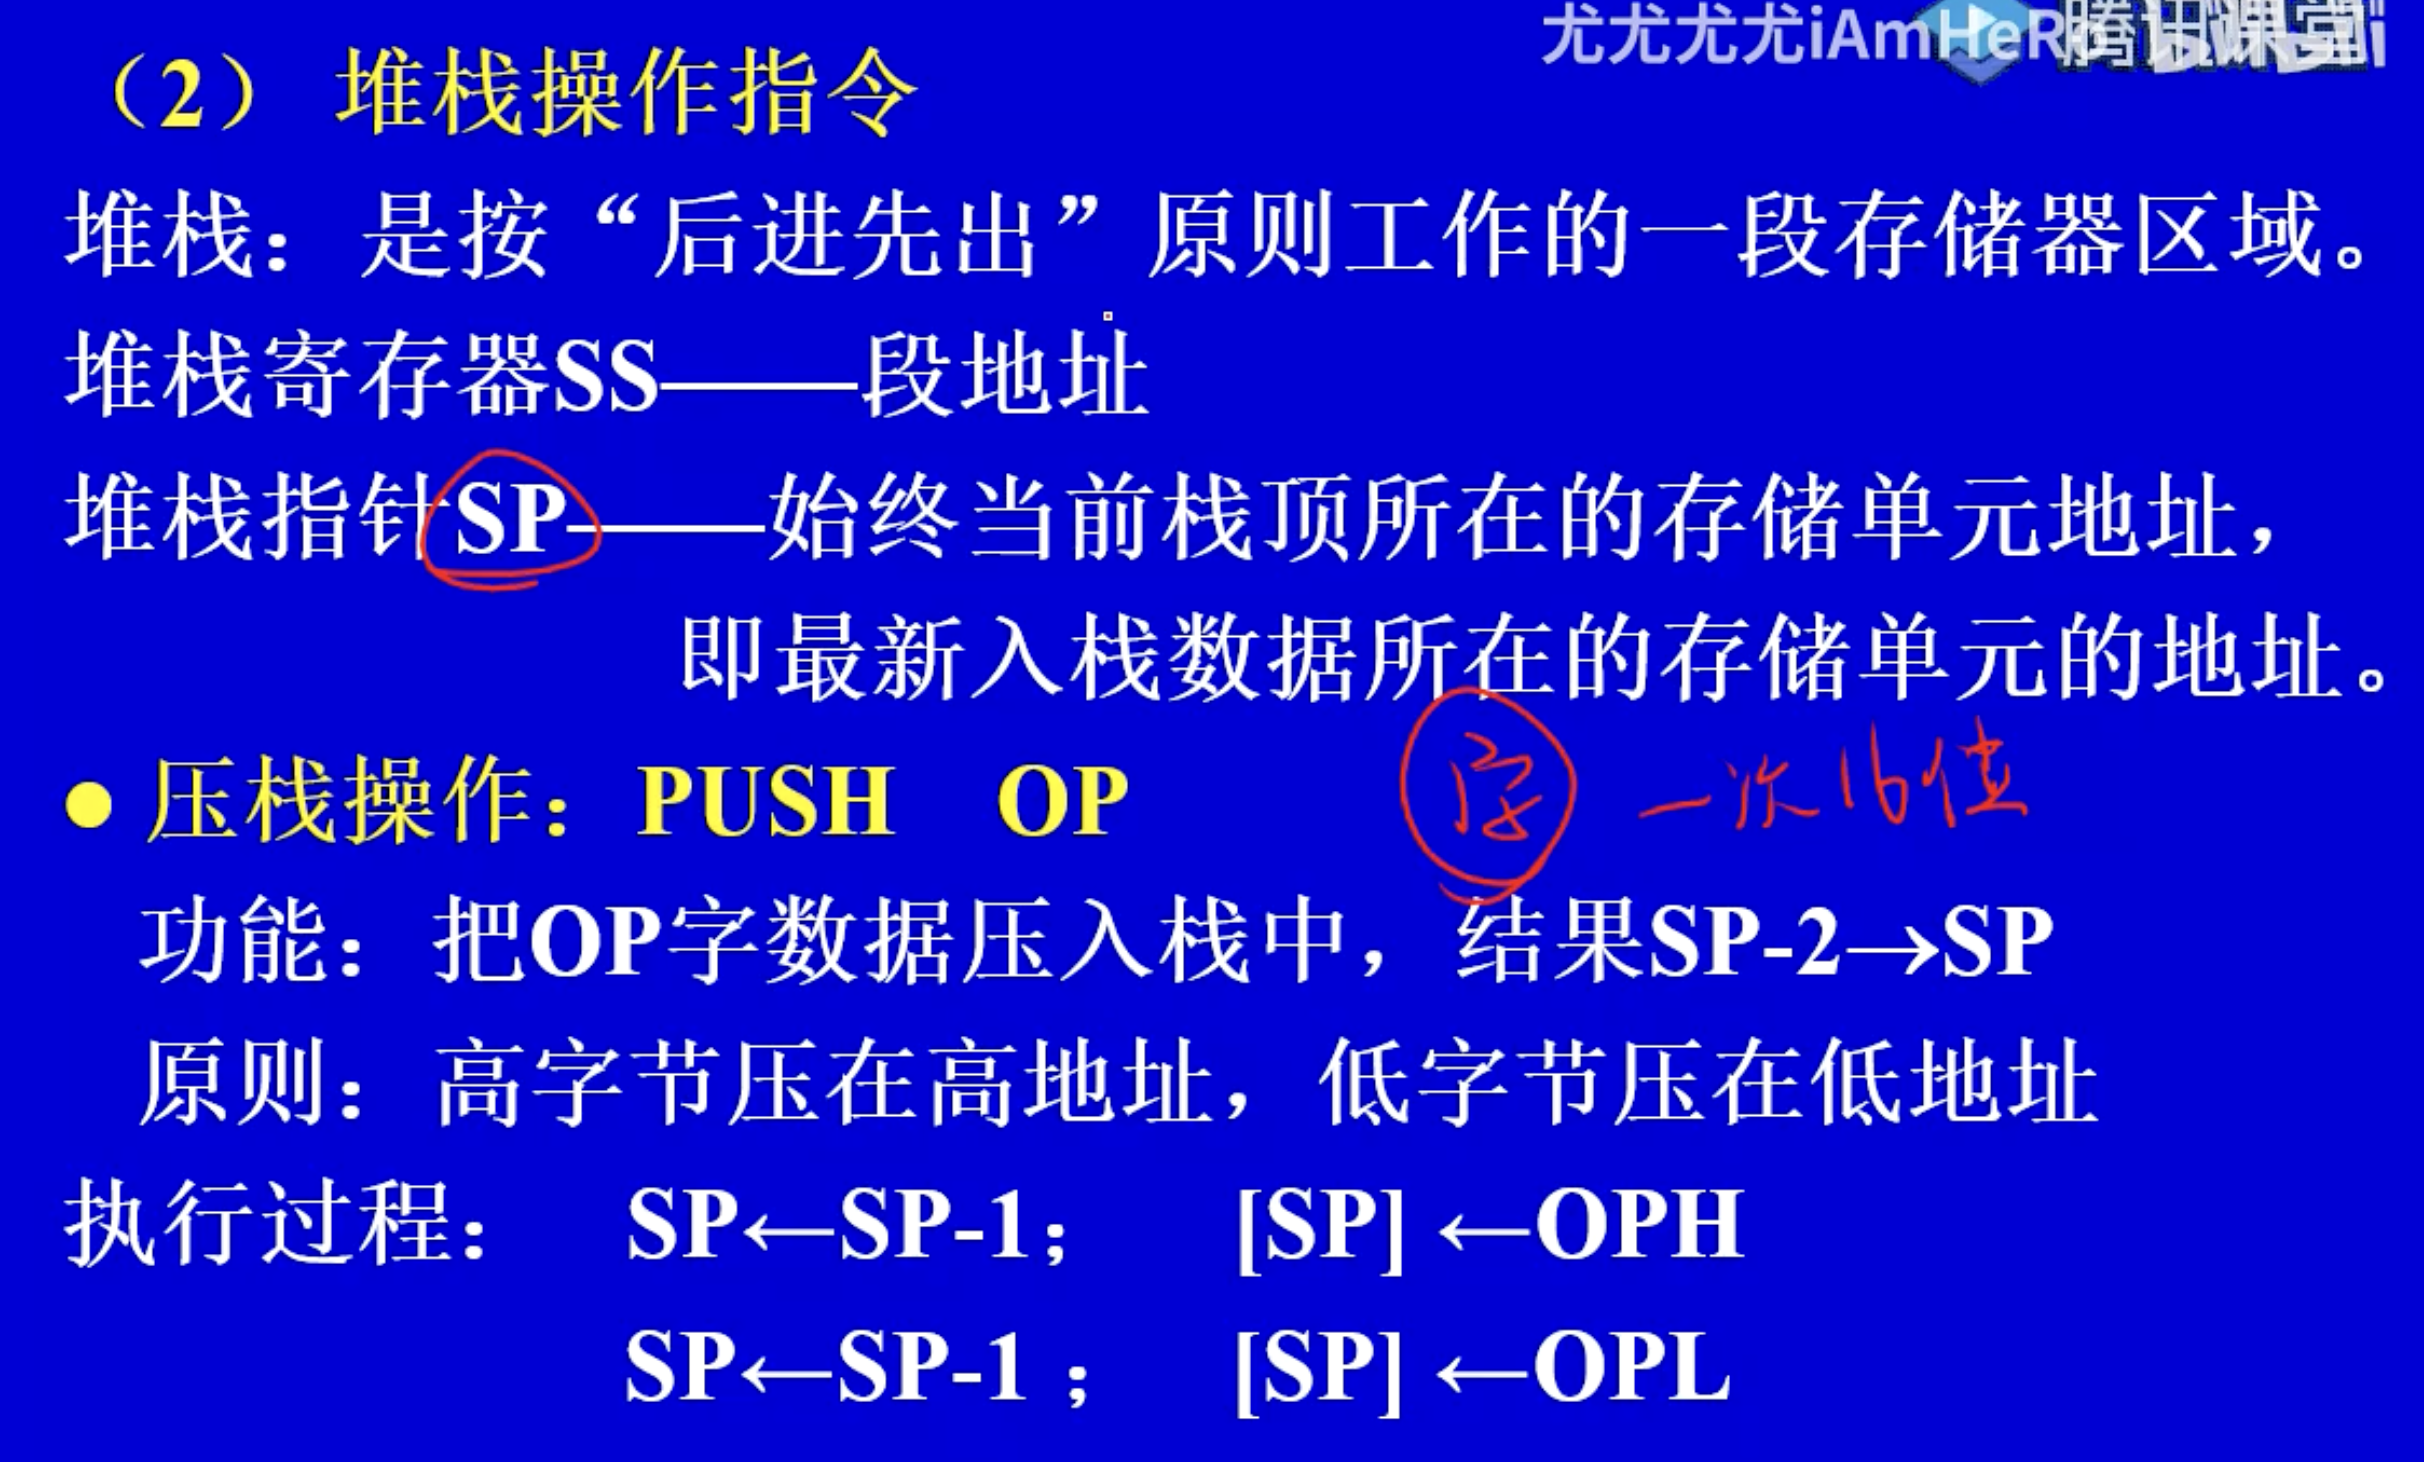 尤尤尤尤iAmHeR
腾讯课堂
（2） 堆栈操作指令
堆栈：是按“后进先出”原则工作的一段存储器区域。
堆栈寄存器SS——段地址
堆栈指针SP——始终当前栈顶所在的存储单元地址，
即最新入栈数据所在的存储单元的地址。
●压栈操作：PUSH OP
字 一次16值
功能： 把OP字数据压入栈中， 结果SP-2→SP
原则： 高字节压在高地址，低字节压在低地址
执行过程： SP←SP-1； [SP] ←OPH
SP←SP-1 ； [SP] ←OPL